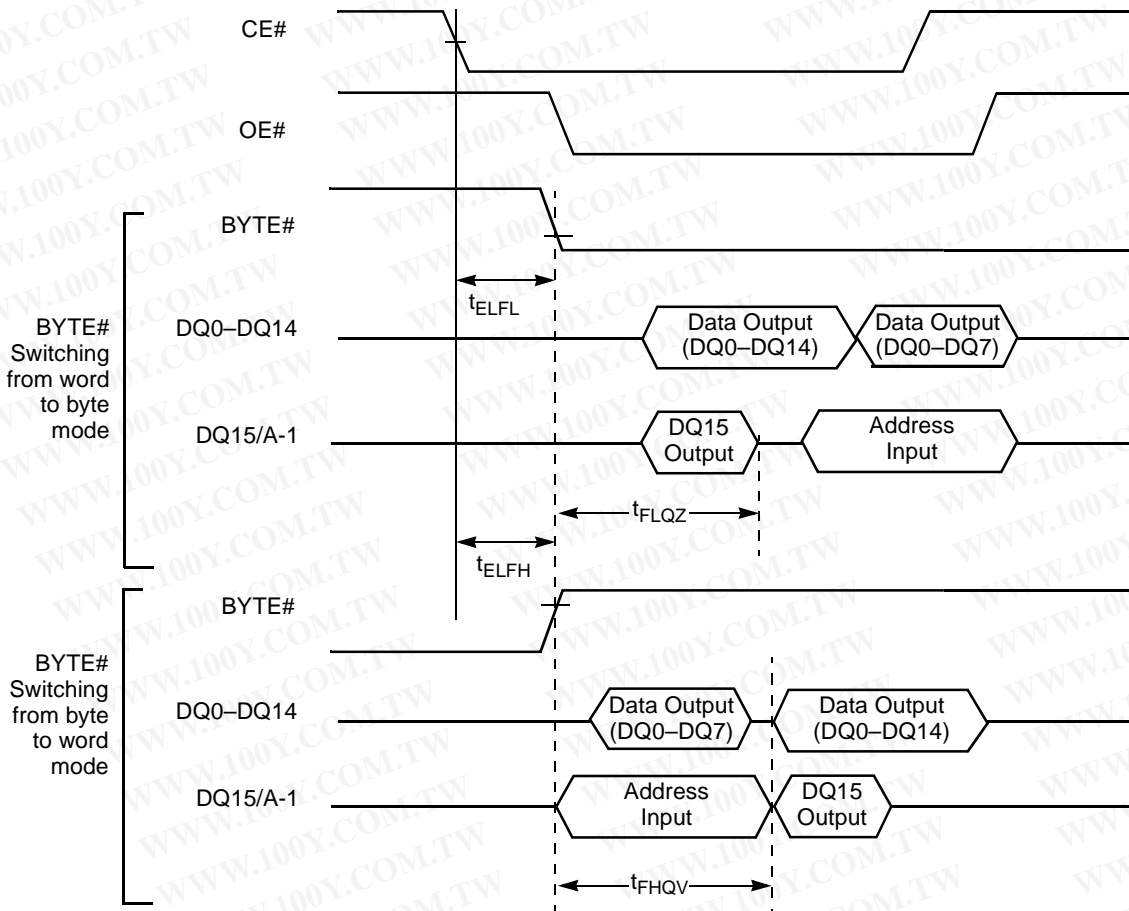 CE#
OE#
BYTE#
tELFL
BYTE#
Switching
from word
to byte
mode
DQ0–DQ14
Data Output
(DQ0–DQ14)
Data Output
(DQ0–DQ7)
DQ15/A-1
DQ15
Output
Address
Input
tFLQZ
tELFH
BYTE#
BYTE#
Switching
from byte
to word
mode
DQ0–DQ14
Data Output
(DQ0–DQ7)
Data Output
(DQ0–DQ14)
DQ15/A-1
Address
Input
DQ15
Output
tFHQV
WWW.100Y.COM.TW